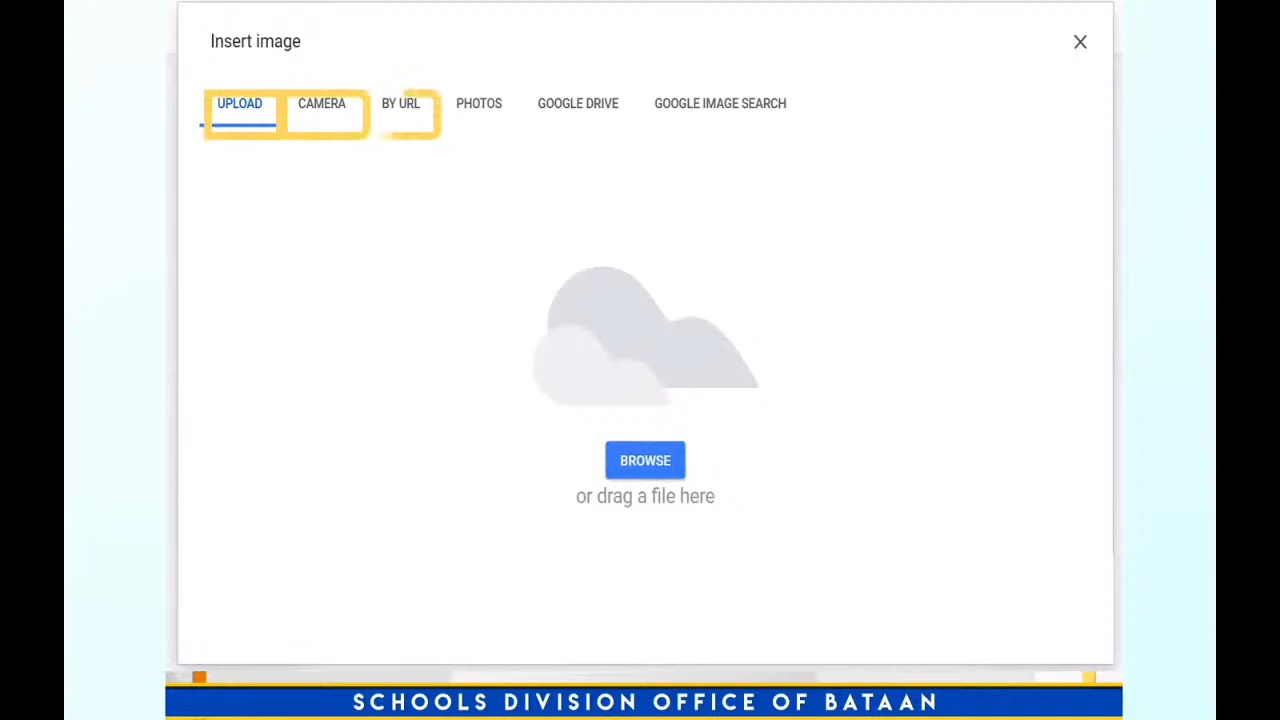 Insert image
UPLOAD CAMERA BY URL PHOTOS GOOGLE DRIVE GOOGLE IMAGE SEARCH
BROWSE
or drag a file here
SCHOOLS DIVISION OFFICE OF BATAAN